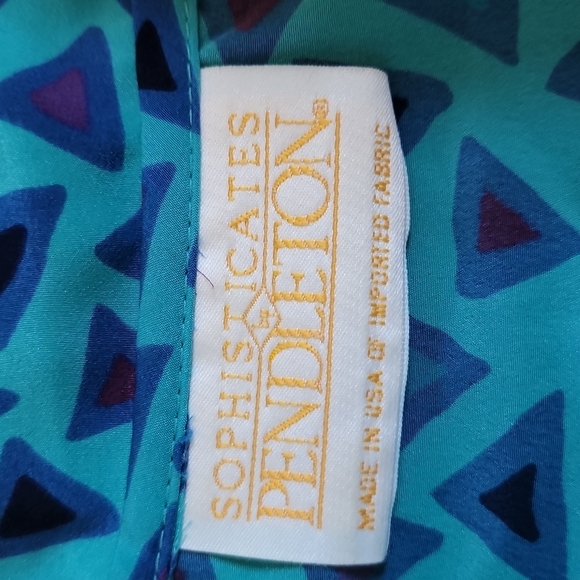 SOPHISTICATES
by
PENDLETON®
MADE IN USA OF IMPORTED FABRIC